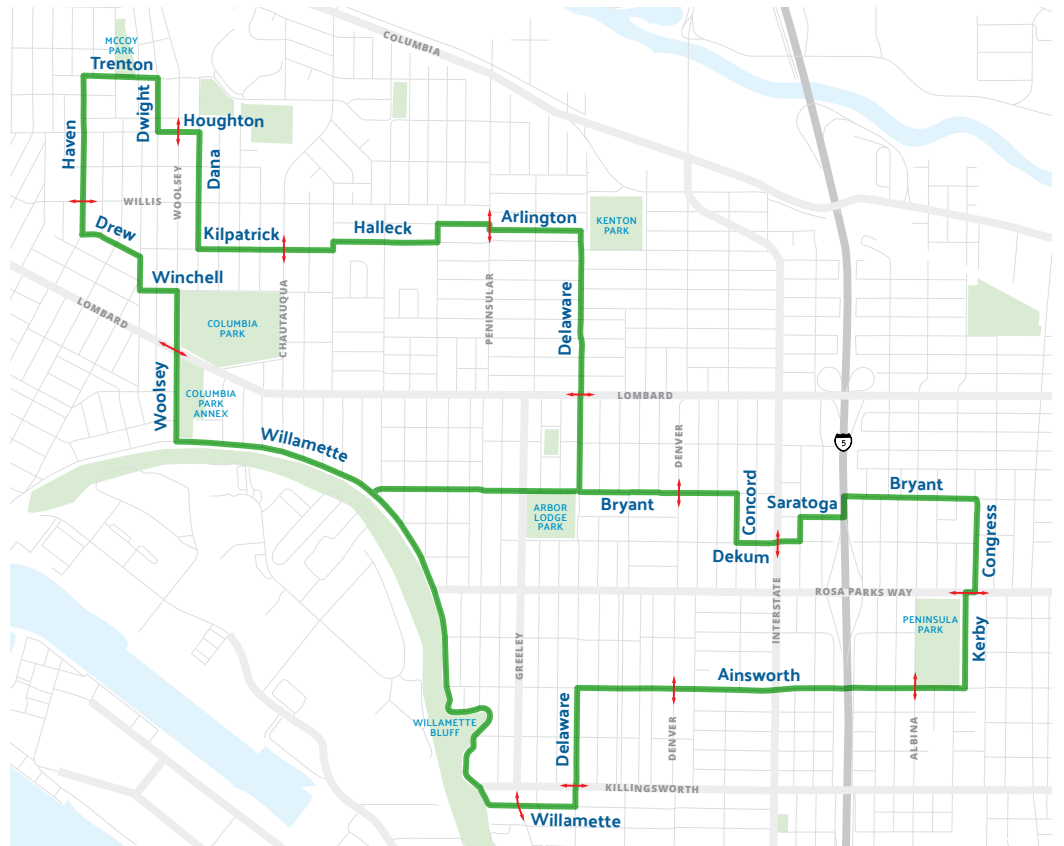 COLUMBIA
MCCOY
PARK
Trenton
Dwight
Houghton
Haven
Dana
WOOLSEY
WILLIS
Drew
Kilpatrick
Halleck
Arlington
KENTON
PARK
Winchell
CHAUTAUQUA
PENINSULAR
Delaware
LOMBARD
COLUMBIA
PARK
Woolsey
COLUMBIA
PARK
ANNEX
LOMBARD
Willamette
DENVER
5
ARBOR
LODGE
PARK
Bryant
Concord
Saratoga
Bryant
Dekum
Congress
INTERSTATE
ROSA PARKS WAY
PENINSULA
PARK
Kerby
GREELEY
Ainsworth
WILLAMETTE
BLUFF
Delaware
DENVER
ALBINA
KILLINGSWORTH
Willamette